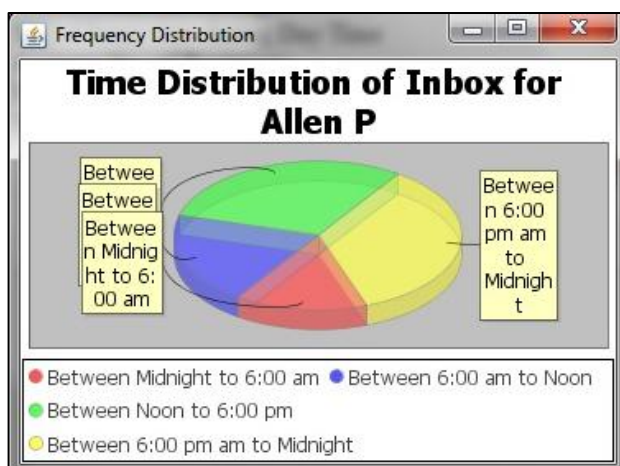 Frequency Distribution
Time Distribution of Inbox for
Allen P
Betwee
Betwee
Betwee
n Midnig
ht to 6:
00 am
Betwee
n 6:00
pm am
to
Midnigh
t
Between Midnight to 6:00 am
Between 6:00 am to Noon
Between Noon to 6:00 pm
Between 6:00 pm am to Midnight